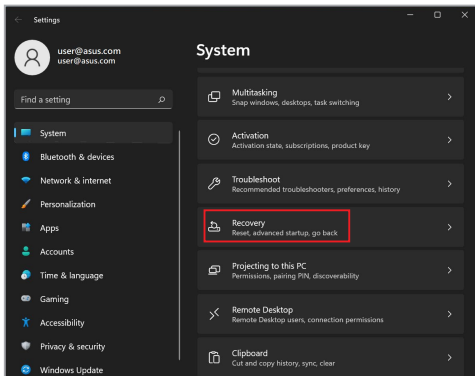 Settings
user@asus.com
user@asus.com
Find a setting
System
Bluetooth & devices
Network & internet
Personalization
Apps
Accounts
Time & language
Gaming
Accessibility
Privacy & security
Windows Update
System
Multitasking
Snap windows, desktops, task switching
Activation
Activation state, subscriptions, product key
Troubleshoot
Recommended troubleshooters, preferences, history
Recovery
Reset, advanced startup, go back
Projecting to this PC
Permissions, pairing PIN, discoverability
Remote Desktop
Remote Desktop users, connection permissions
Clipboard
Cut and copy history, sync, clear